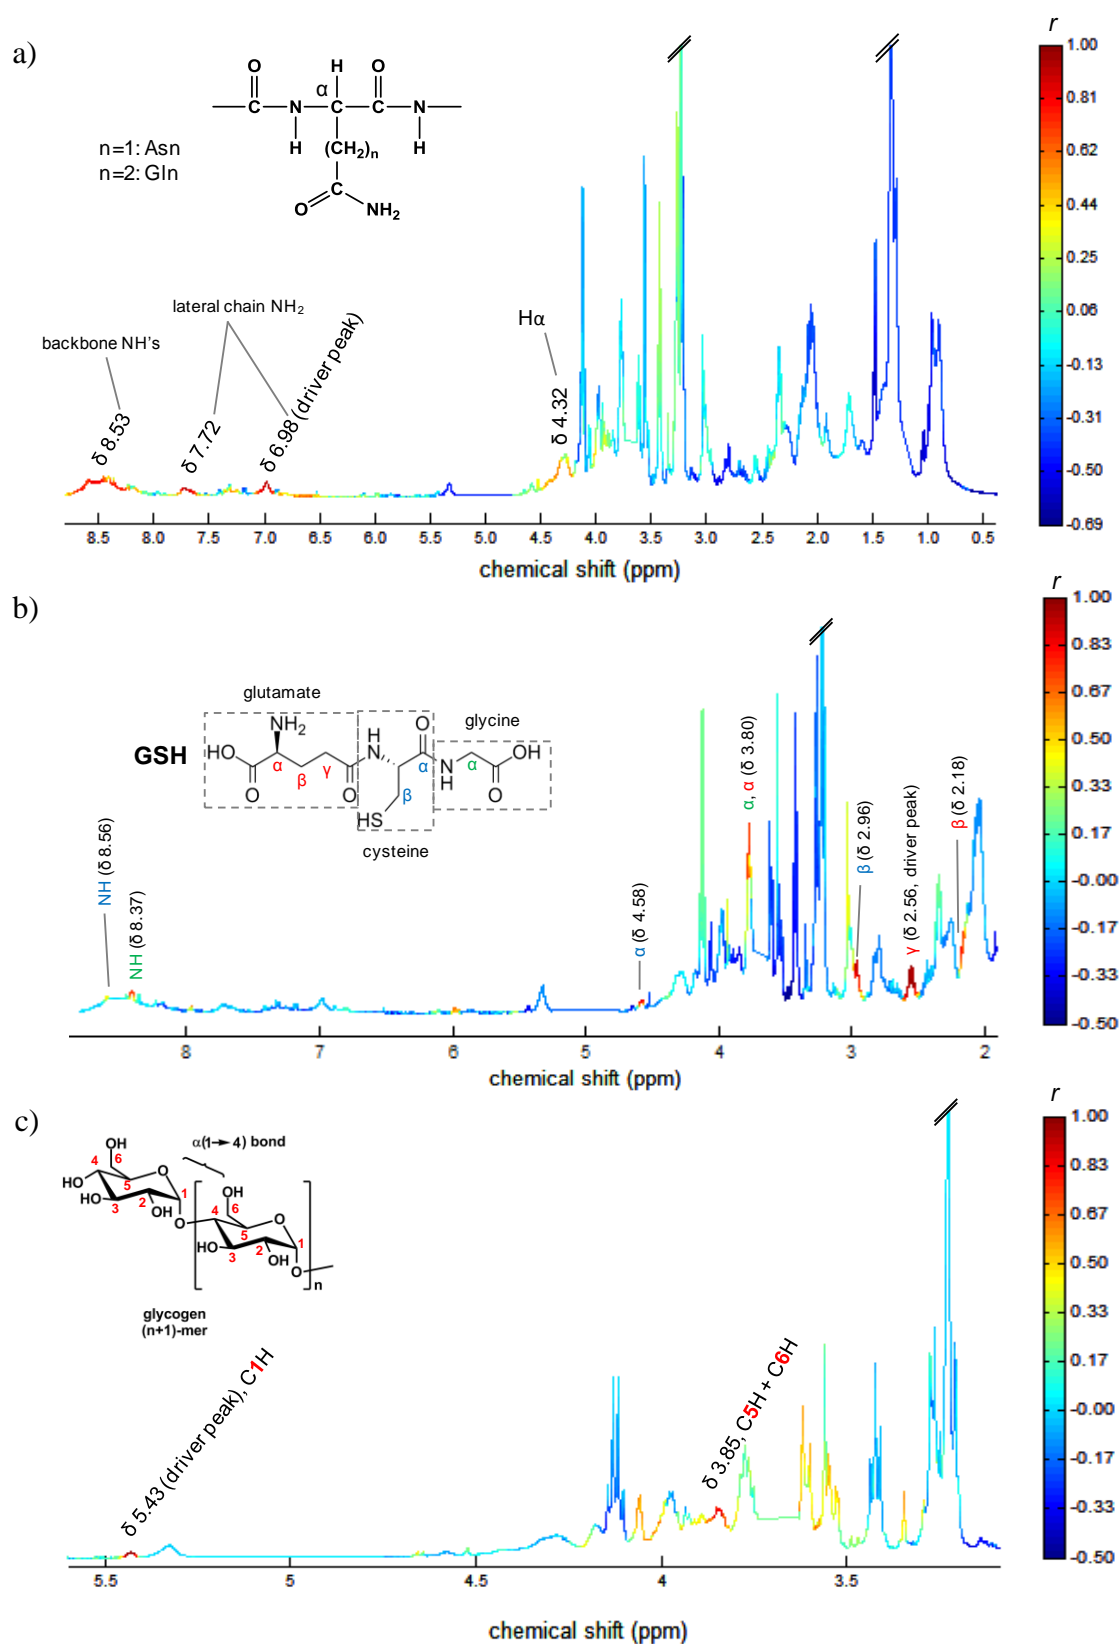 a)
O H O
α
C N C C N
H (CH₂)ₙ H
C
O NH₂
n=1: Asn
n=2: Gln
lateral chain NH₂
backbone NH's
δ 8.53
δ 7.72
δ 6.98 (driver peak)
Hα
δ 4.32
8.5 8.0 7.5 7.0 6.5 6.0 5.5 5.0 4.5 4.0 3.5 3.0 2.5 2.0 1.5 1.0 0.5
chemical shift (ppm)
r
1.00
0.81
0.62
0.44
0.25
0.06
-0.13
-0.31
-0.50
-0.69
b)
GSH
glutamate
glycine
cysteine
NH₂
HO
O
α
β
γ
O
H
N
O
α
β
HS
N
H
α
OH
O
NH (δ 8.56)
NH (δ 8.37)
α (δ 4.58)
α, α (δ 3.80)
β (δ 2.96)
γ (δ 2.56, driver peak)
β (δ 2.18)
8 7 6 5 4 3 2
chemical shift (ppm)
r
1.00
0.83
0.67
0.50
0.33
0.17
-0.00
-0.17
-0.33
-0.50
c)
α(1→4) bond
OH
6
4
HO
5
O
HO
3
2
OH
1
O
OH
6
4
5
O
HO
3
2
OH
1
O
n
glycogen
(n+1)-mer
δ 5.43 (driver peak), C1H
δ 3.85, C5H + C6H
5.5 5 4.5 4 3.5
chemical shift (ppm)
r
1.00
0.83
0.67
0.50
0.33
0.17
-0.00
-0.17
-0.33
-0.50